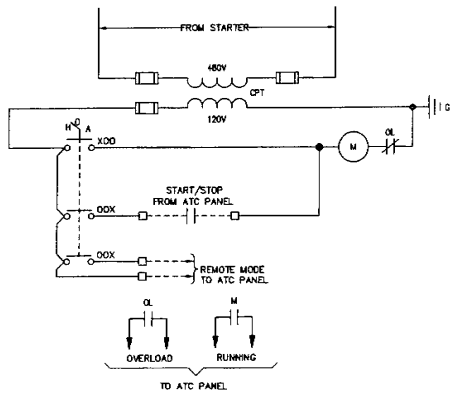 FROM STARTER
480V
CPT
120V
G
H O A
XOO
OL
M
START/STOP
FROM ATC PANEL
OOX
OOX
REMOTE MODE
TO ATC PANEL
OL
M
OVERLOAD
RUNNING
TO ATC PANEL